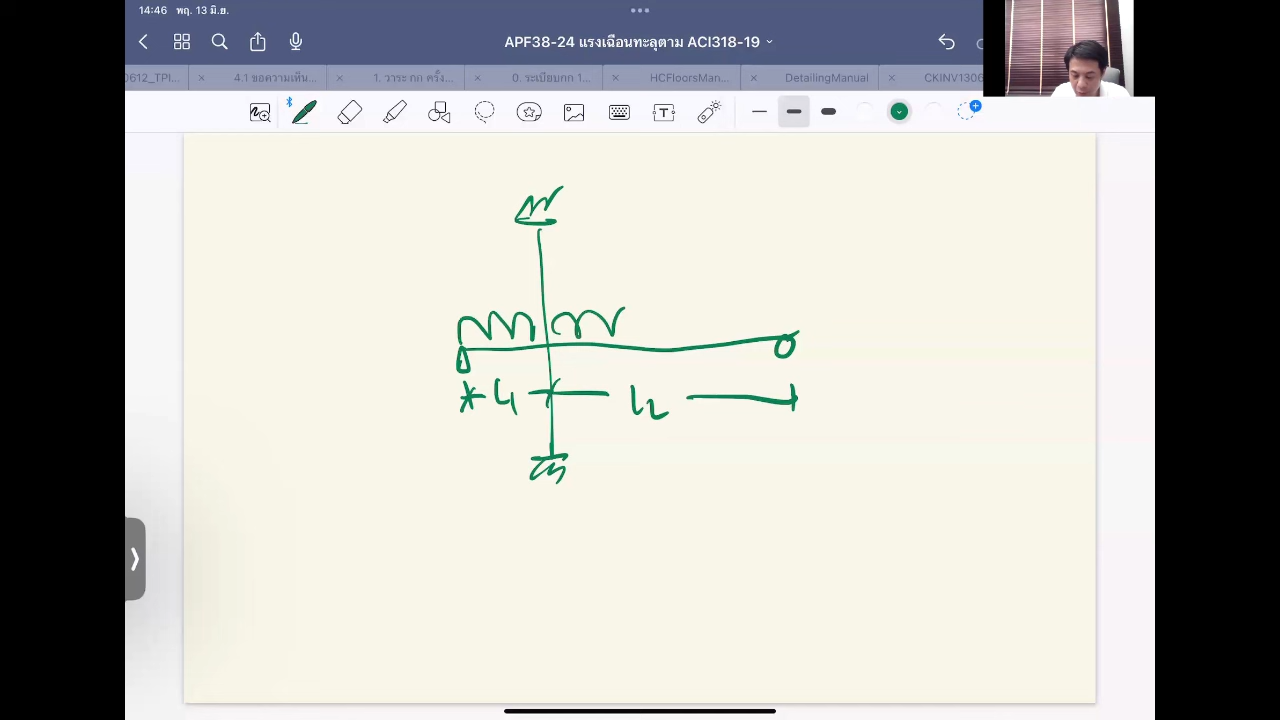 14:46 พฤ. 13 มิ.ย.
APF38-24 แรงเฉือนทะลุตาม ACI318-19
0612_TPI...
4.1 ขอความเห็น...
1. วาระ กก ครั้ง...
0. ระเบียบกก 1...
HCFloorsMan...
DetailingManual
CKINV1306
T
L1
L2